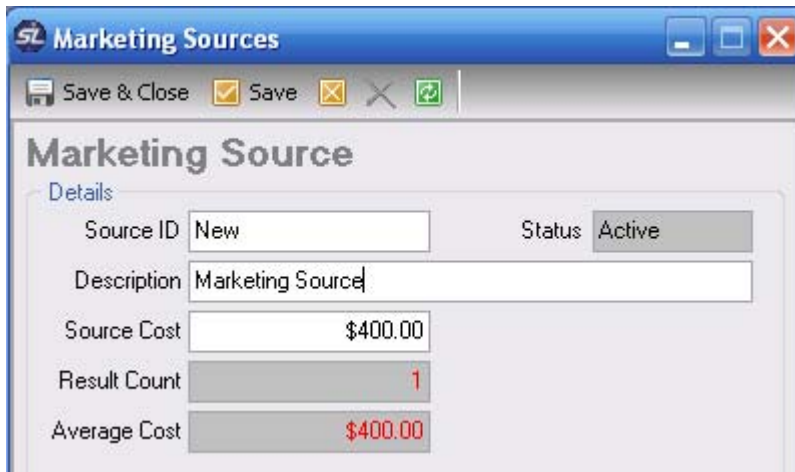 SL Marketing Sources
Save & Close Save
Marketing Source
Details
Source ID New Status Active
Description Marketing Source
Source Cost $400.00
Result Count 1
Average Cost $400.00